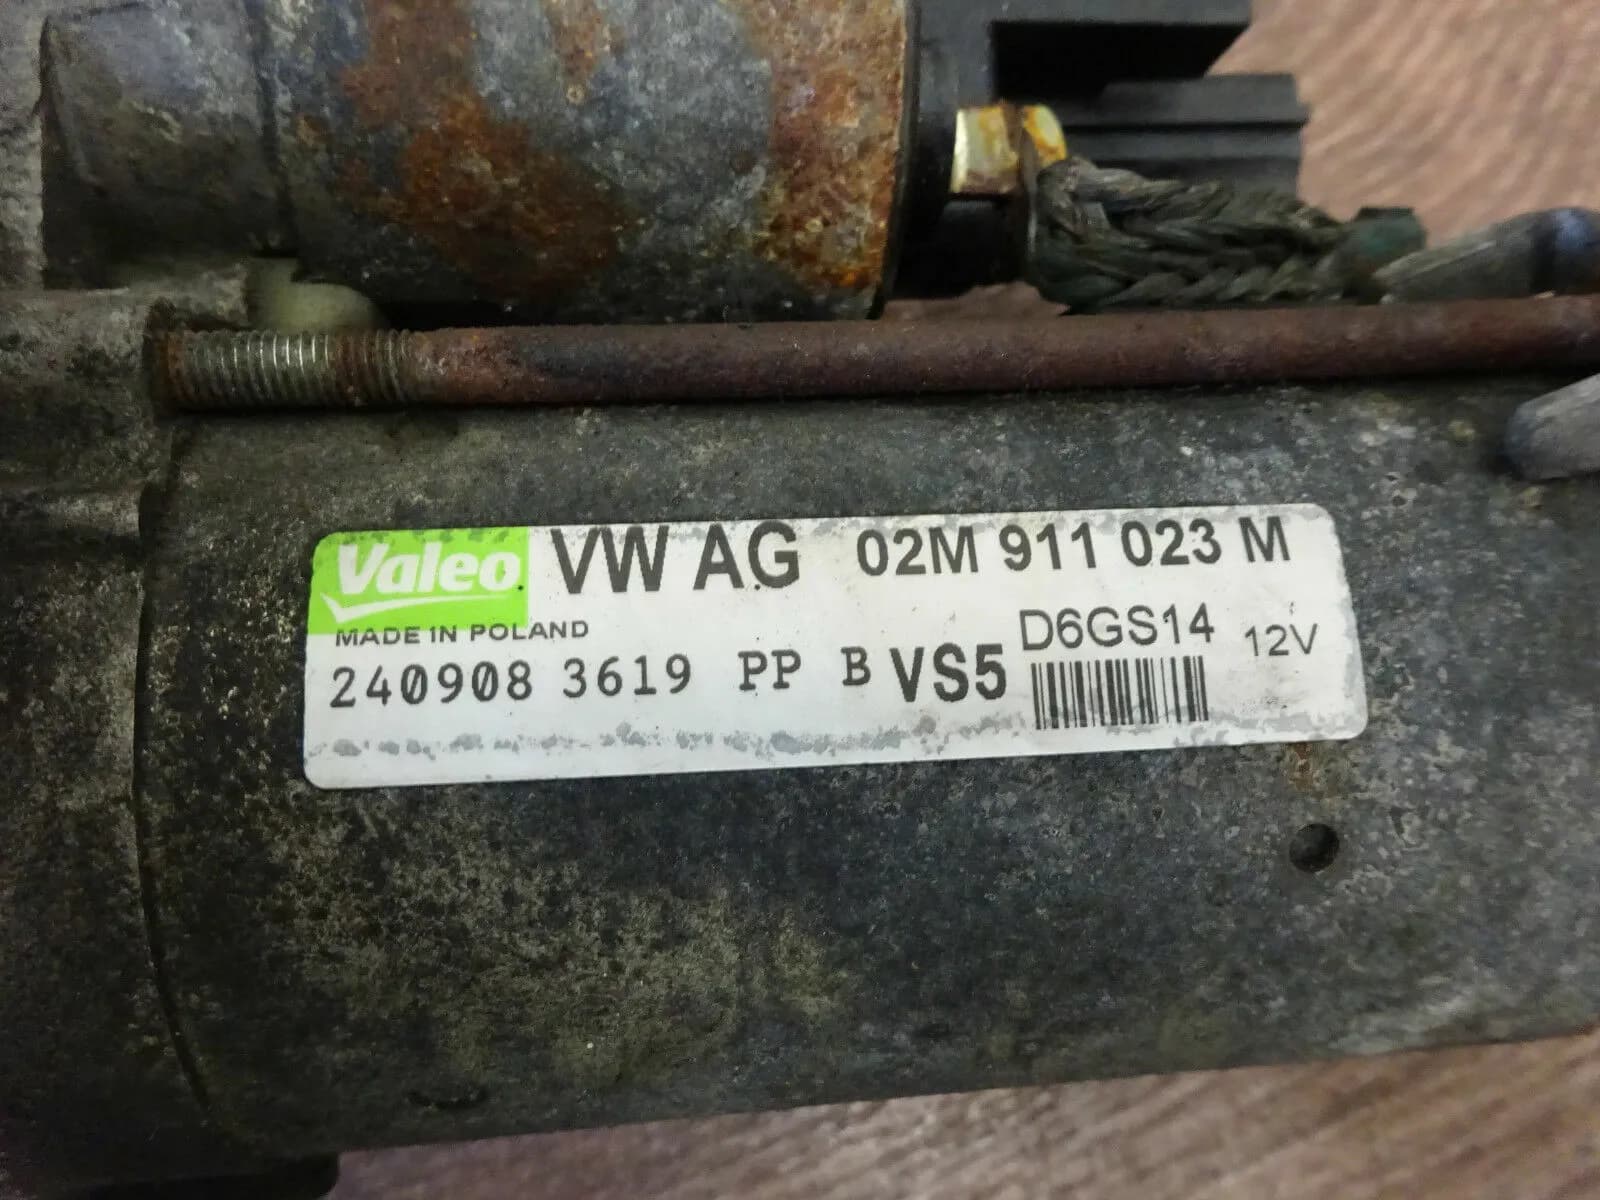 Valeo VW AG 02M 911 023 M
MADE IN POLAND D6GS14 12V
240908 3619 PP B VS5